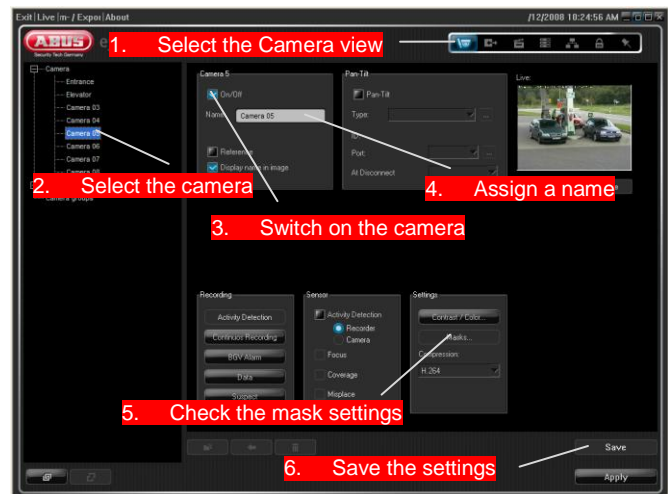 Exit|Live|m-/ Expor|About
/12/2008 10:24:56 AM
ABUS
Security Tech Germany
1. Select the Camera view
Camera
Entrance
Elevator
Camera 03
Camera 04
Camera 05
Camera 06
Camera 07
Camera 08
Camera groups
Camera 5
On/Off
Name:
Camera 05
Reference
Display name in image
Pan-Tilt
Pan-Tilt
Type:
...
ID:
Port:
...
At Disconnect
Live:
2. Select the camera
4. Assign a name
3. Switch on the camera
Recording
Activity Detection
Continuos Recording
BGV Alarm
Data
Suspect
Sensor
Activity Detection
Recorder
Camera
Focus
Coverage
Misplace
Settings
Contrast / Color...
Masks...
Compression:
H.264
5. Check the mask settings
6. Save the settings
Save
Apply